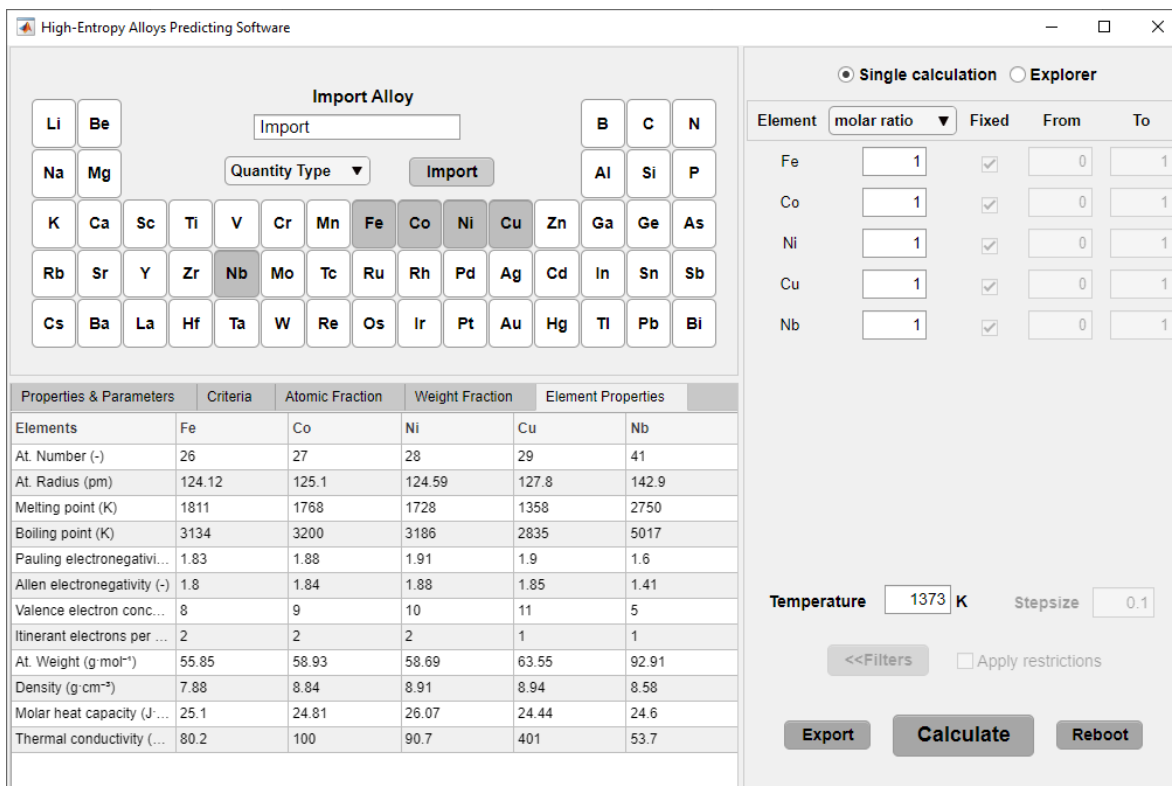 High-Entropy Alloys Predicting Software
Import Alloy
Import
Quantity Type ▼ Import
Li Be B C N
Na Mg Al Si P
K Ca Sc Ti V Cr Mn Fe Co Ni Cu Zn Ga Ge As
Rb Sr Y Zr Nb Mo Tc Ru Rh Pd Ag Cd In Sn Sb
Cs Ba La Hf Ta W Re Os Ir Pt Au Hg Tl Pb Bi
Properties & Parameters Criteria Atomic Fraction Weight Fraction Element Properties
Elements Fe Co Ni Cu Nb
At. Number (-) 26 27 28 29 41
At. Radius (pm) 124.12 125.1 124.59 127.8 142.9
Melting point (K) 1811 1768 1728 1358 2750
Boiling point (K) 3134 3200 3186 2835 5017
Pauling electronegativi... 1.83 1.88 1.91 1.9 1.6
Allen electronegativity (-) 1.8 1.84 1.88 1.85 1.41
Valence electron conc... 8 9 10 11 5
Itinerant electrons per ... 2 2 2 1 1
At. Weight (g·mol⁻¹) 55.85 58.93 58.69 63.55 92.91
Density (g·cm⁻³) 7.88 8.84 8.91 8.94 8.58
Molar heat capacity (J·... 25.1 24.81 26.07 24.44 24.6
Thermal conductivity (... 80.2 100 90.7 401 53.7
Single calculation Explorer
Element molar ratio ▼ Fixed From To
Fe 1 0 1
Co 1 0 1
Ni 1 0 1
Cu 1 0 1
Nb 1 0 1
Temperature 1373 K Stepsize 0.1
<<Filters Apply restrictions
Export Calculate Reboot